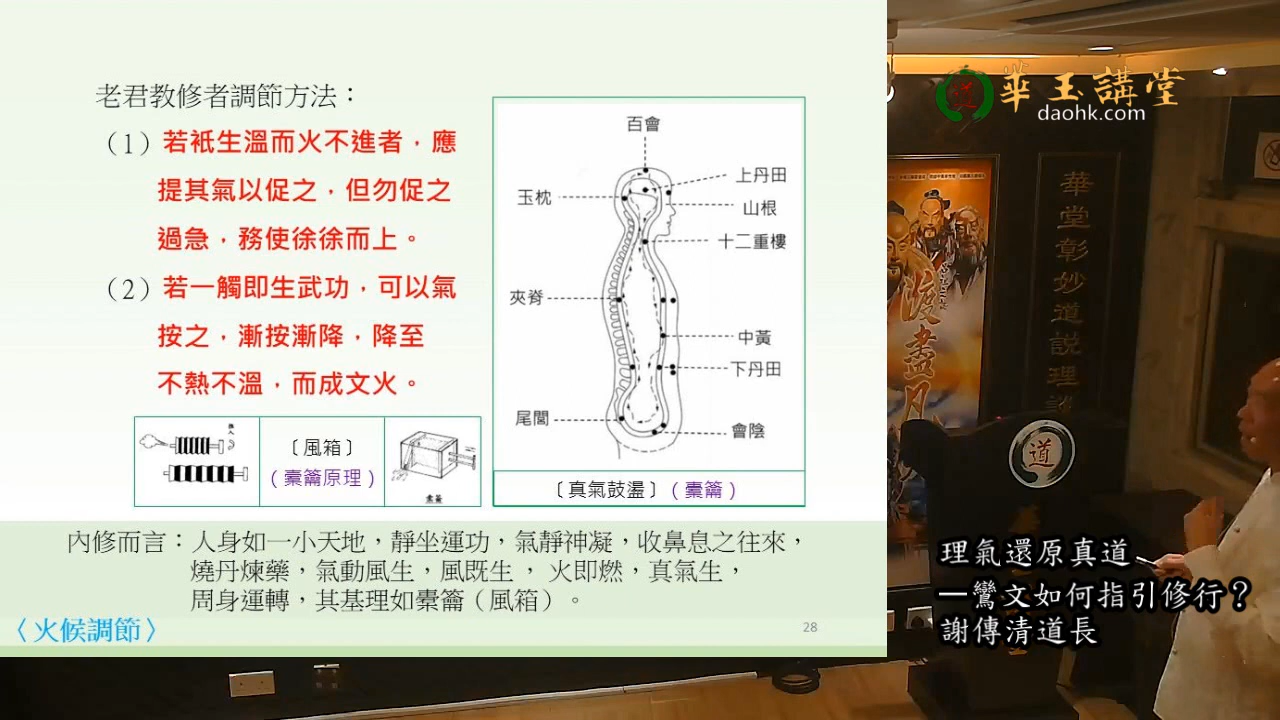 老君教修者調節方法：
（1）若祇生溫而火不進者，應
提其氣以促之，但勿促之
過急，務使徐徐而上。
（2）若一觸即生武功，可以氣
按之，漸按漸降，降至
不熱不溫，而成文火。
百會
上丹田
玉枕
山根
十二重樓
夾脊
中黃
下丹田
尾閭
會陰
〔真氣鼓盪〕（橐籥）
〔風箱〕
（橐籥原理）
橐籥
內修而言：人身如一小天地，靜坐運功，氣靜神凝，收鼻息之往來，
燒丹煉藥，氣動風生，風既生， 火即燃，真氣生，
周身運轉，其基理如橐籥（風箱）。
〈火候調節〉
28
道
華玉講堂
daohk.com
渡盡凡
華堂彰妙道説理
道
理氣還原真道
—鸞文如何指引修行？
謝傳清道長